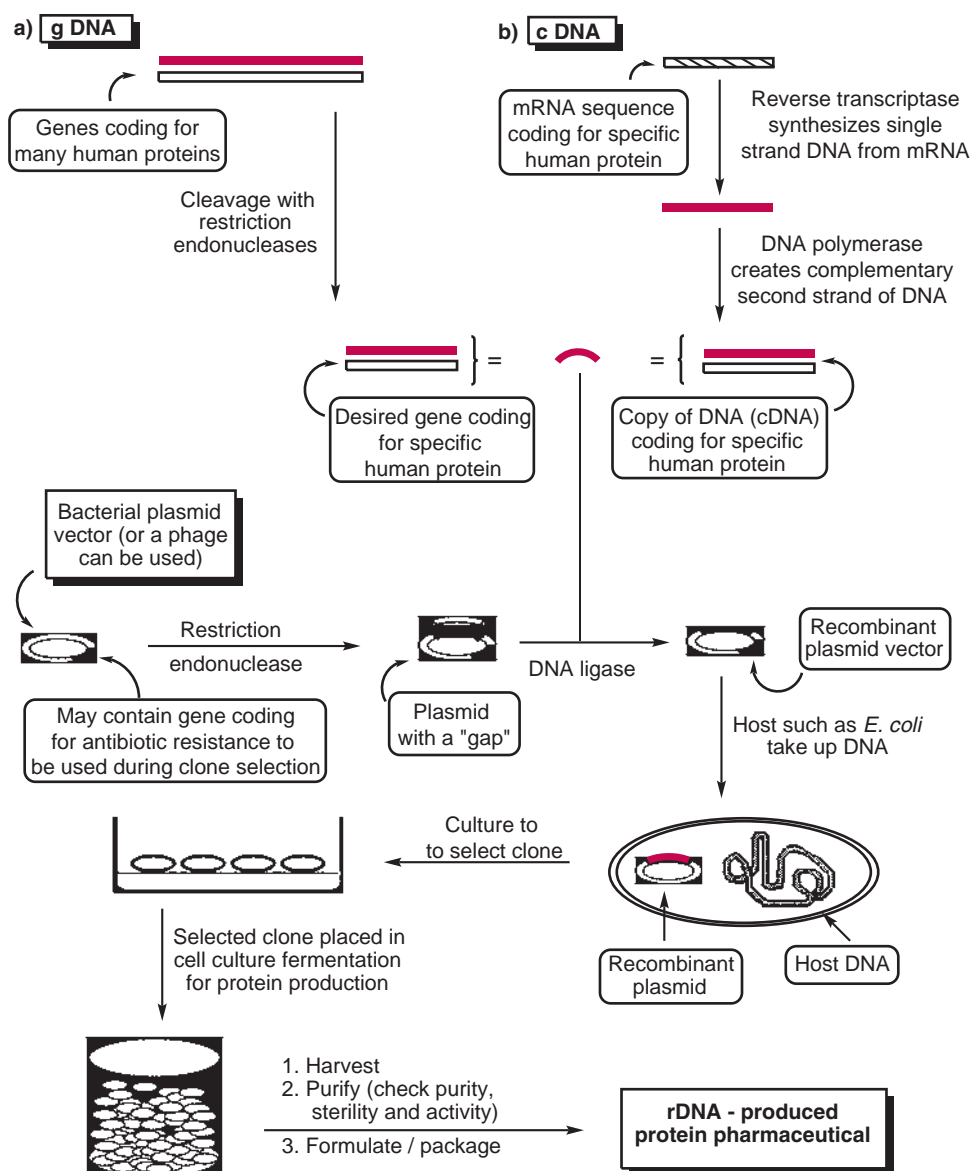 a) g DNA
Genes coding for
many human proteins
Cleavage with
restriction
endonucleases
b) c DNA
mRNA sequence
coding for specific
human protein
Reverse transcriptase
synthesizes single
strand DNA from mRNA
DNA polymerase
creates complementary
second strand of DNA
} =
= {
Desired gene coding
for specific
human protein
Copy of DNA (cDNA)
coding for specific
human protein
Bacterial plasmid
vector (or a phage
can be used)
Restriction
endonuclease
DNA ligase
Recombinant
plasmid vector
May contain gene coding
for antibiotic resistance to
be used during clone selection
Plasmid
with a "gap"
Host such as E. coli
take up DNA
Culture to
to select clone
Recombinant
plasmid
Host DNA
Selected clone placed in
cell culture fermentation
for protein production
1. Harvest
2. Purify (check purity,
sterility and activity)
3. Formulate / package
rDNA - produced
protein pharmaceutical